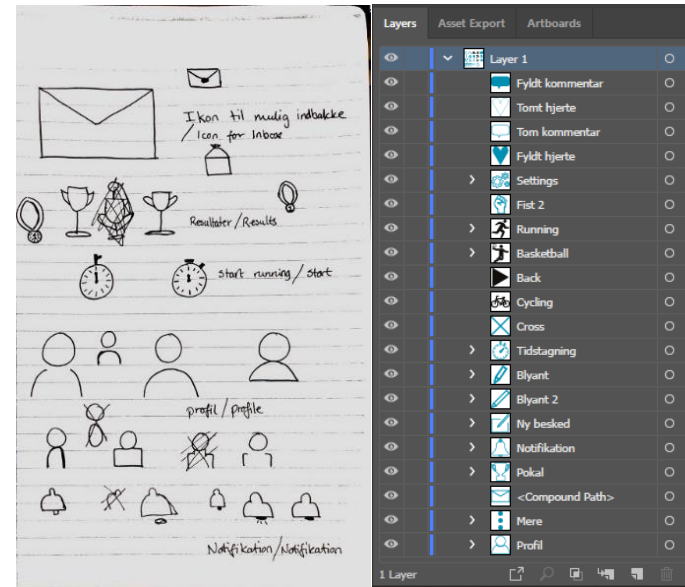 Ikon til mulig indbakke
/Icon for Inbox
Resultater/Results
start running/start
profil/profile
Notifikation/Notifikation
Layers Asset Export Artboards
Layer 1
Fyldt kommentar
Tomt hjerte
Tom kommentar
Fyldt hjerte
Settings
Fist 2
Running
Basketball
Back
Cycling
Cross
Tidstagning
Blyant
Blyant 2
Ny besked
Notifikation
Pokal
<Compound Path>
Mere
Profil
1 Layer